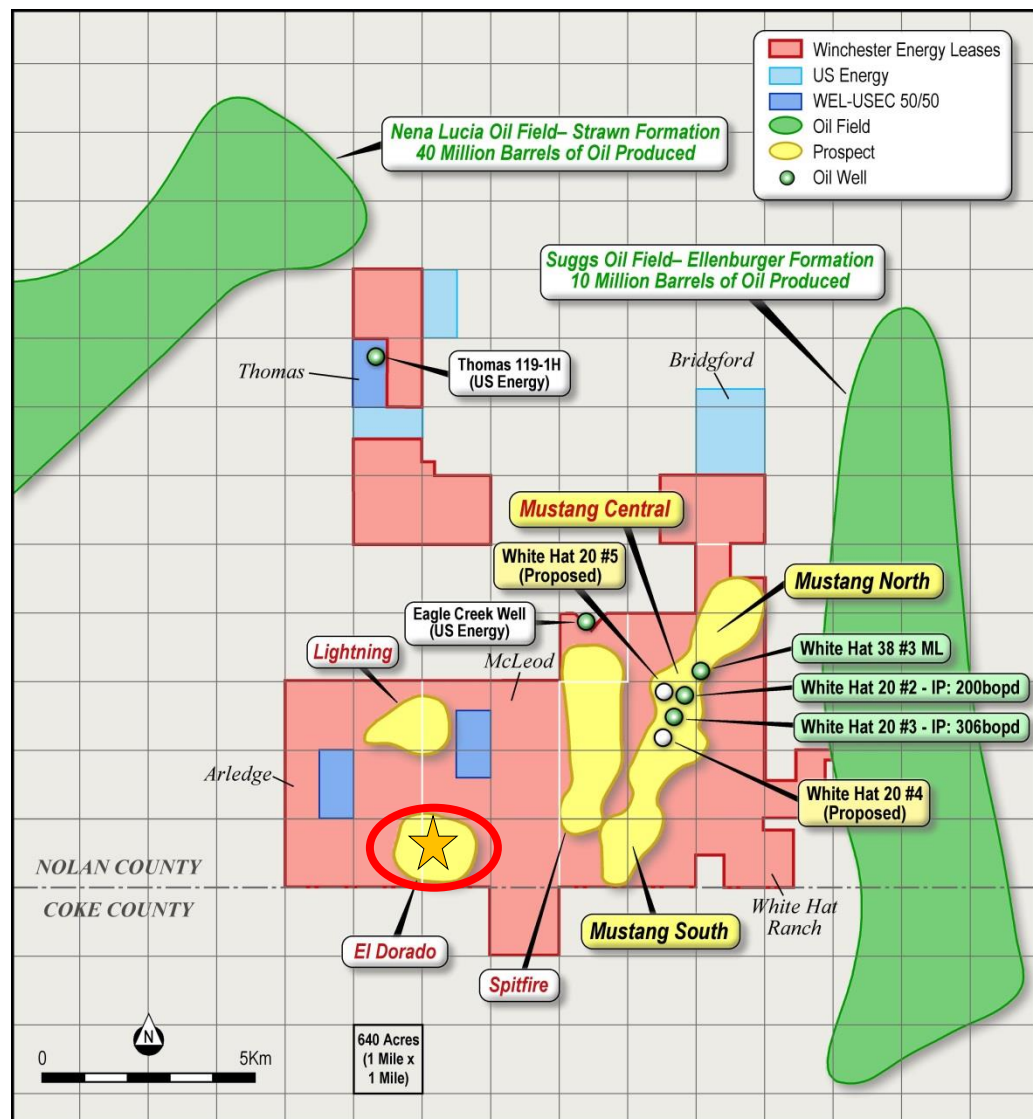 Winchester Energy Leases
US Energy
WEL-USEC 50/50
Oil Field
Prospect
Oil Well
Nena Lucia Oil Field– Strawn Formation
40 Million Barrels of Oil Produced
Suggs Oil Field– Ellenburger Formation
10 Million Barrels of Oil Produced
Thomas
Thomas 119-1H
(US Energy)
Bridgford
Mustang Central
White Hat 20 #5
(Proposed)
Mustang North
Eagle Creek Well
(US Energy)
McLeod
Lightning
White Hat 38 #3 ML
White Hat 20 #2 - IP: 200bopd
White Hat 20 #3 - IP: 306bopd
Arledge
White Hat 20 #4
(Proposed)
NOLAN COUNTY
COKE COUNTY
White Hat
Ranch
El Dorado
Mustang South
Spitfire
N
0 5Km
640 Acres
(1 Mile x
1 Mile)